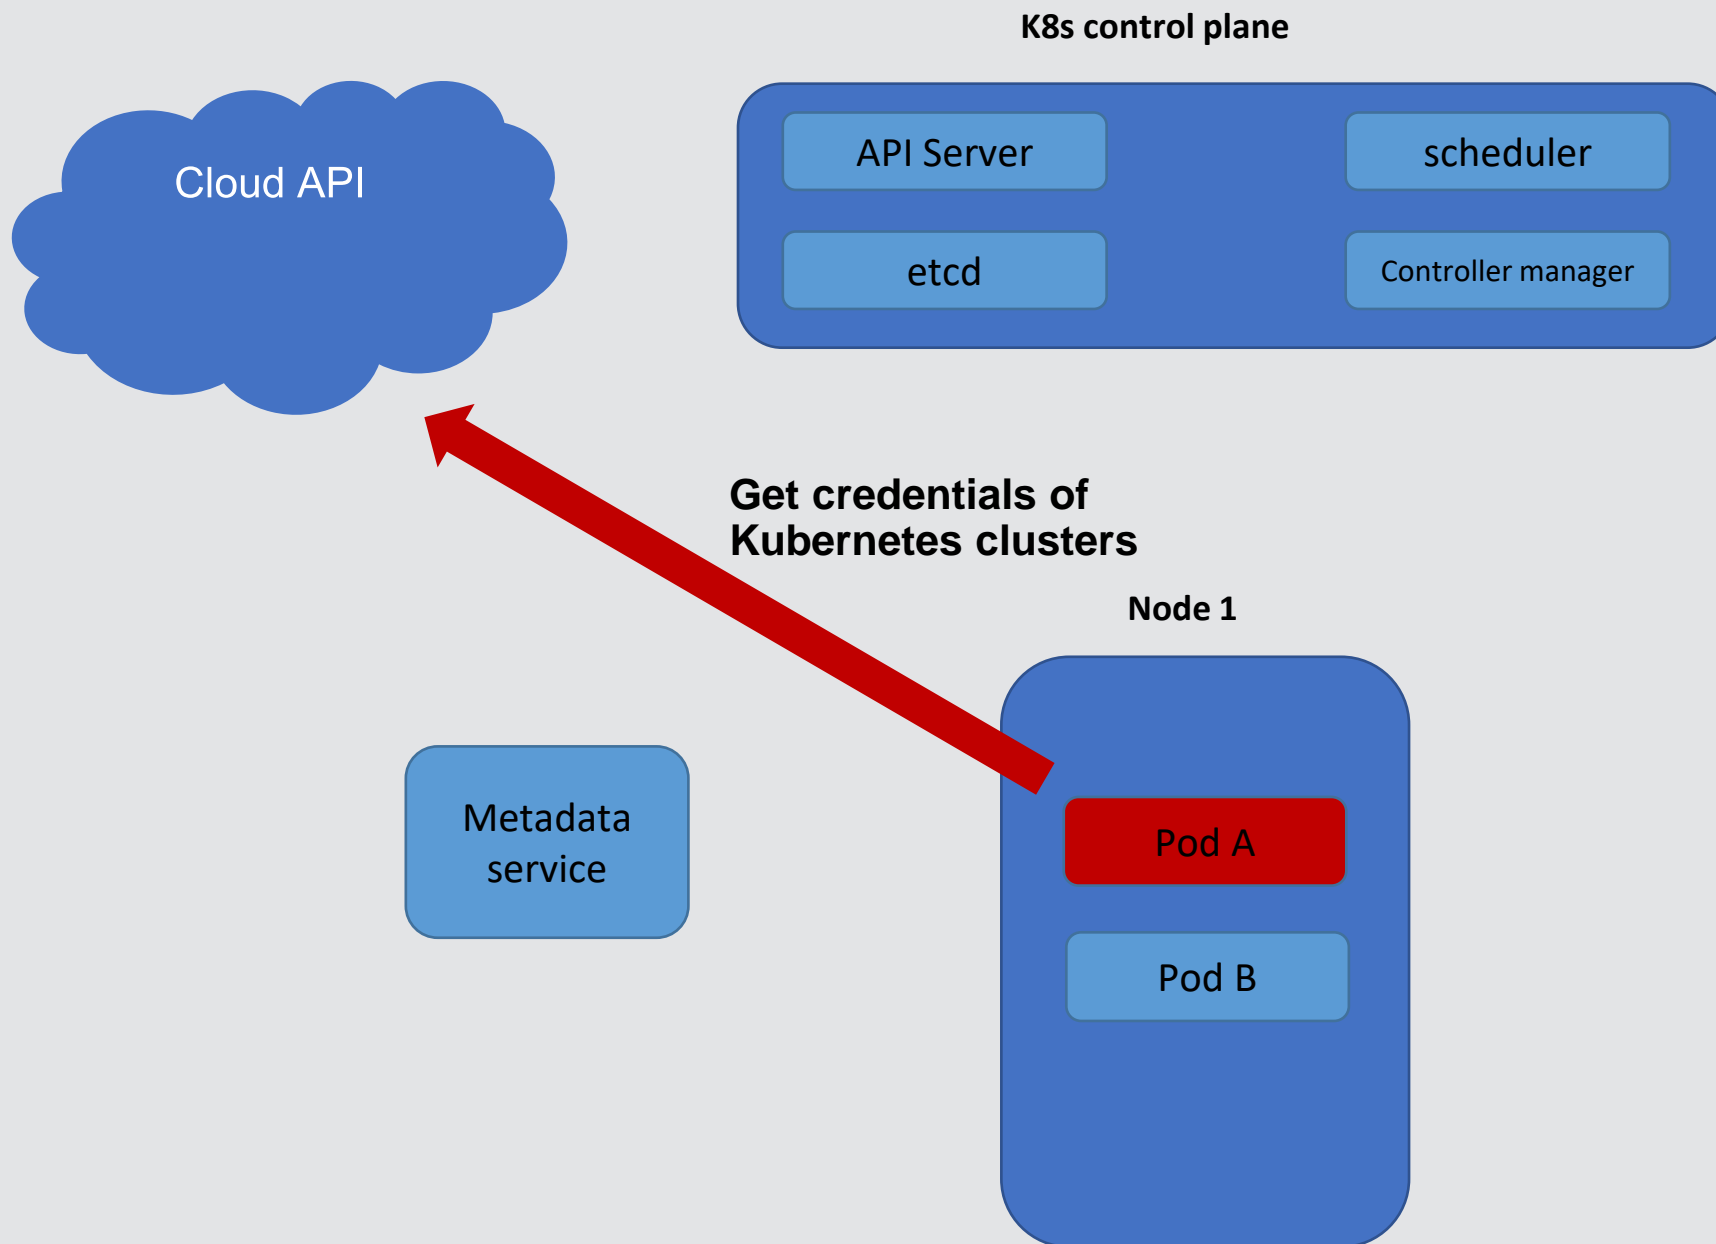 K8s control plane
Cloud API
API Server
scheduler
etcd
Controller manager
Get credentials of
Kubernetes clusters
Node 1
Metadata
service
Pod A
Pod B